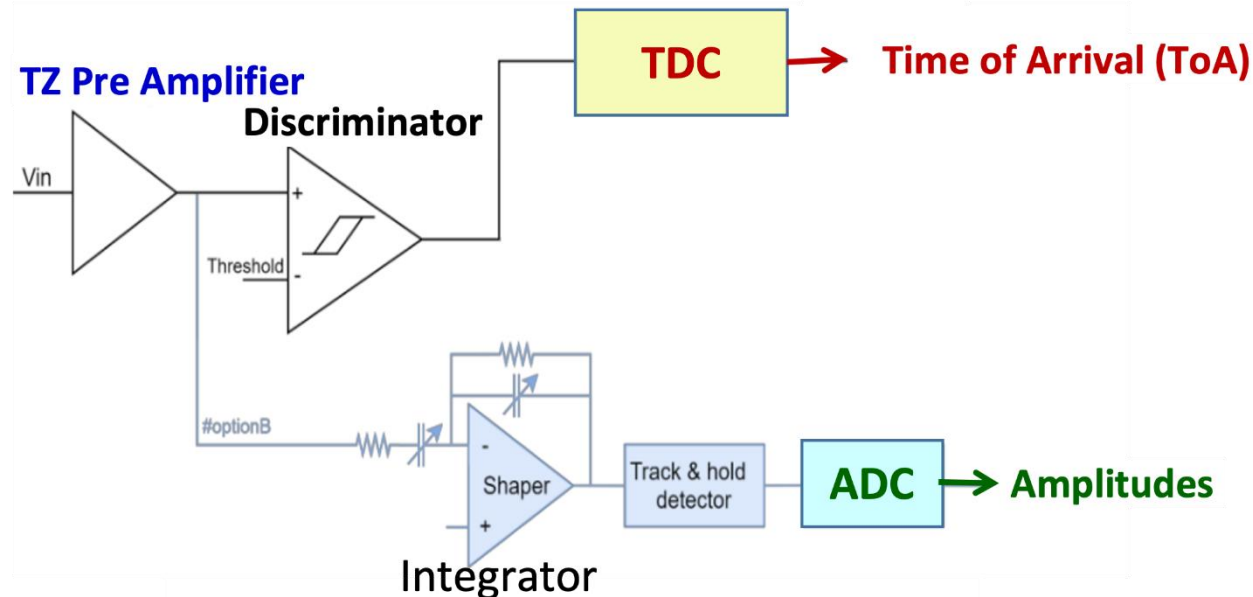 TDC
Time of Arrival (ToA)
TZ Pre Amplifier
Discriminator
Vin
+
Threshold
-
#optionB
-
Shaper
+
Track & hold
detector
ADC
Amplitudes
Integrator